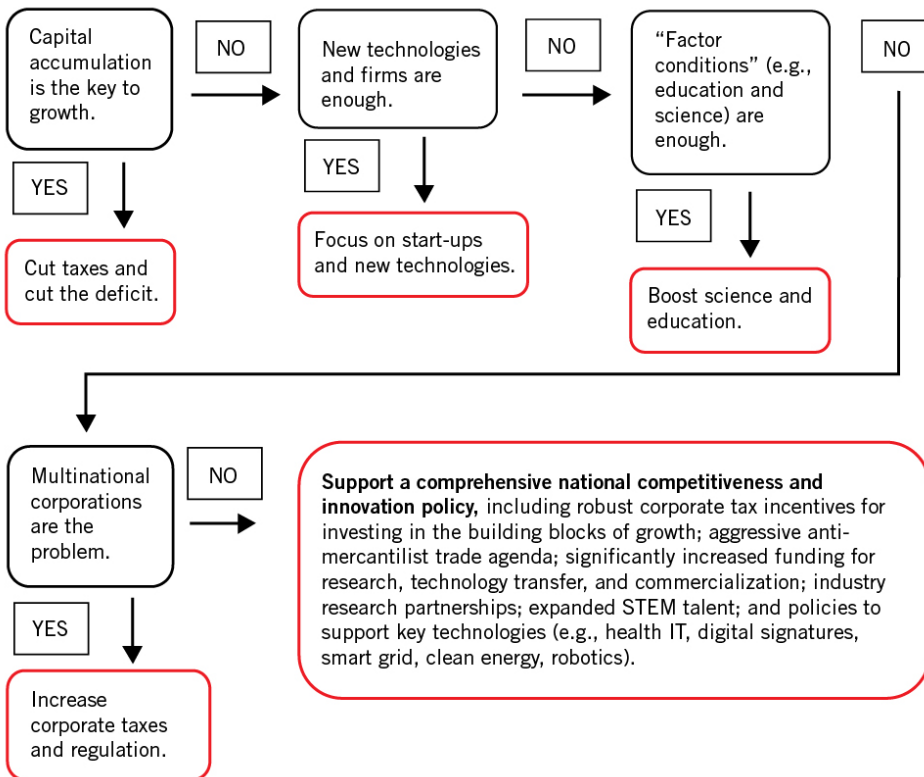 Capital
accumulation
is the key to
growth.
NO
New technologies
and firms are
enough.
NO
“Factor
conditions” (e.g.,
education and
science) are
enough.
NO
YES
Cut taxes and
cut the deficit.
YES
Focus on start-ups
and new technologies.
YES
Boost science and
education.
Multinational
corporations
are the
problem.
NO
Support a comprehensive national competitiveness and
innovation policy, including robust corporate tax incentives for
investing in the building blocks of growth; aggressive anti-
mercantilist trade agenda; significantly increased funding for
research, technology transfer, and commercialization; industry
research partnerships; expanded STEM talent; and policies to
support key technologies (e.g., health IT, digital signatures,
smart grid, clean energy, robotics).
YES
Increase
corporate taxes
and regulation.